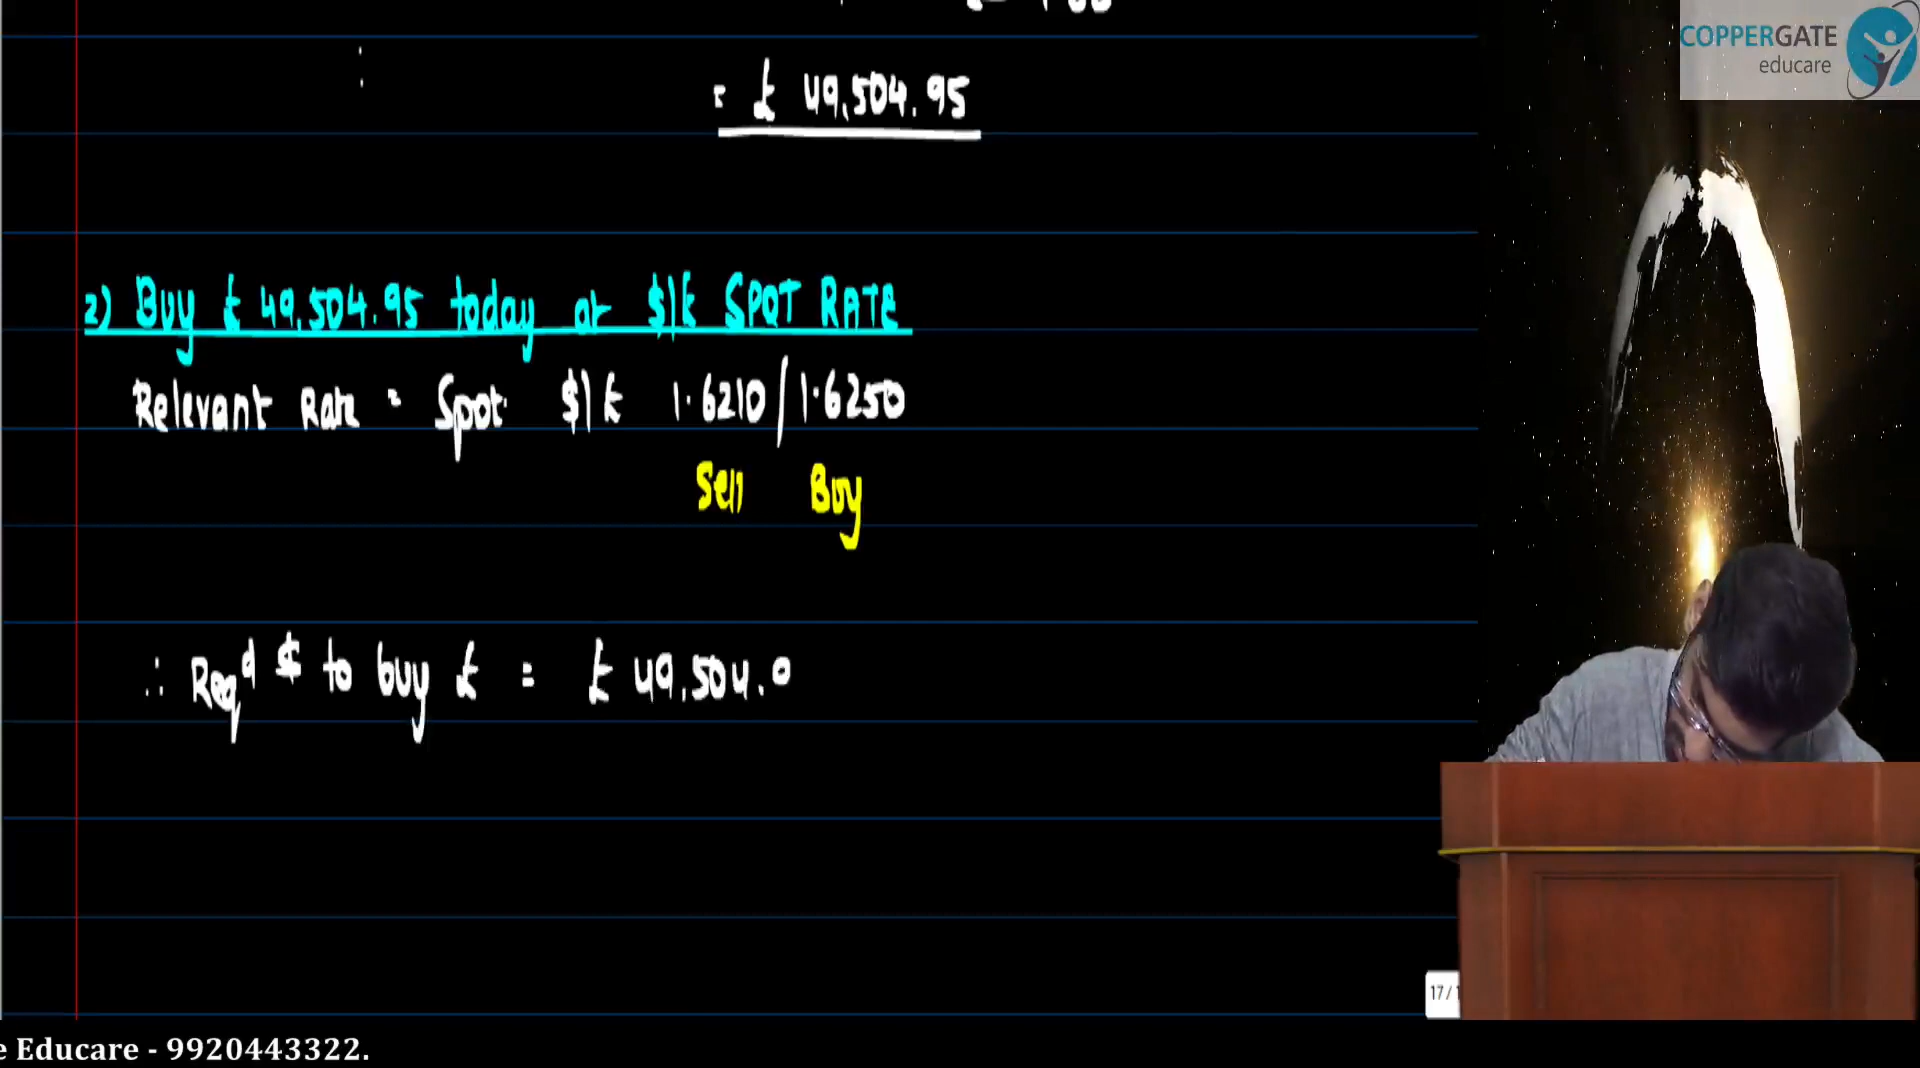 COPPERGATE
educare
= £ 49,504.95
2) Buy £ 49,504.95 today at $/£ SPOT RATE
Relevant Rate = Spot $/£ 1.6210 / 1.6250
Sell Buy
∴ Reqd $ to buy £ = £ 49,504.0
17/1
e Educare - 9920443322.